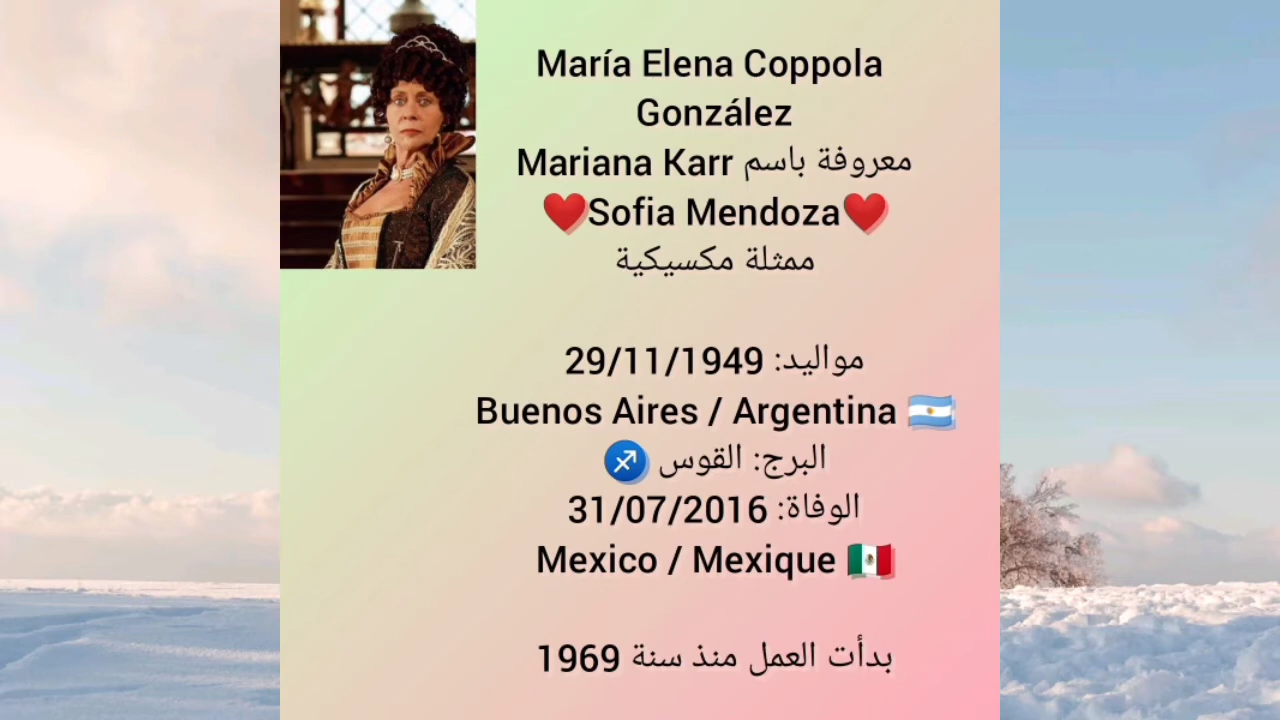 María Elena Coppola
González
معروفة باسم Mariana Karr
❤️Sofia Mendoza❤️
ممثلة مكسيكية
مواليد: 29/11/1949
Buenos Aires / Argentina 🇦🇷
البرج: القوس ♐
الوفاة: 31/07/2016
Mexico / Mexique 🇲🇽
بدأت العمل منذ سنة 1969